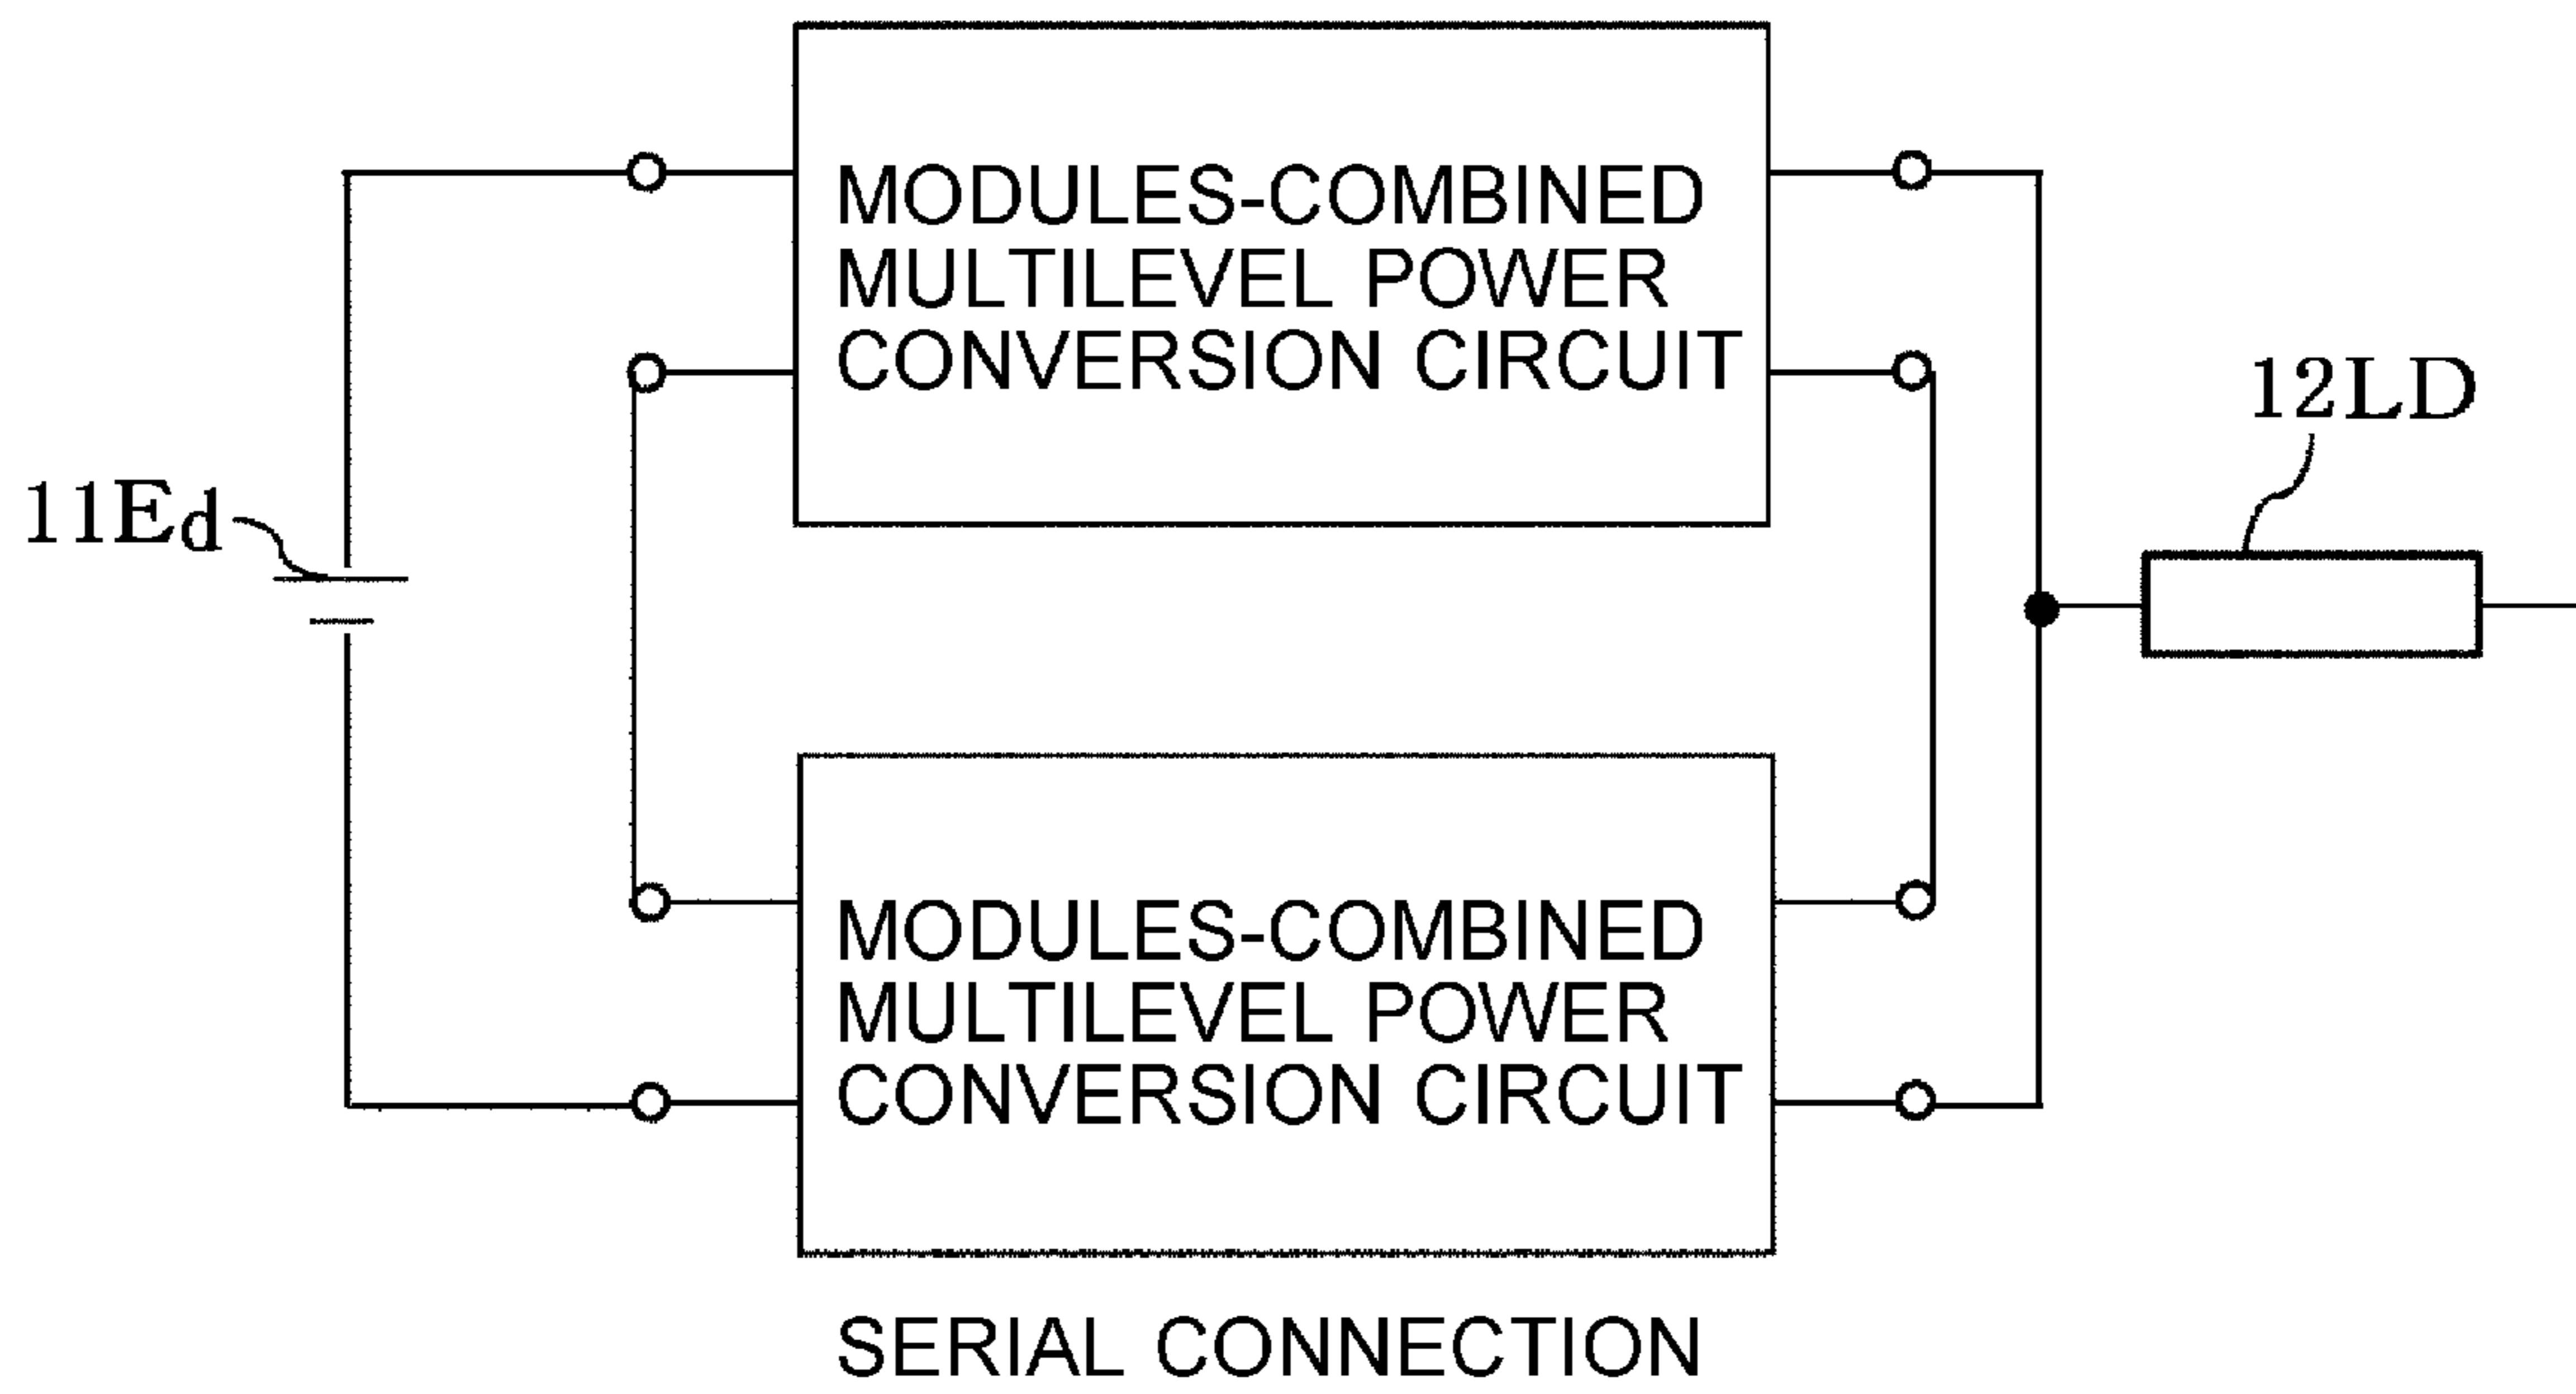 MODULES-COMBINED
MULTILEVEL POWER
CONVERSION CIRCUIT
12LD
11Ed
MODULES-COMBINED
MULTILEVEL POWER
CONVERSION CIRCUIT
SERIAL CONNECTION